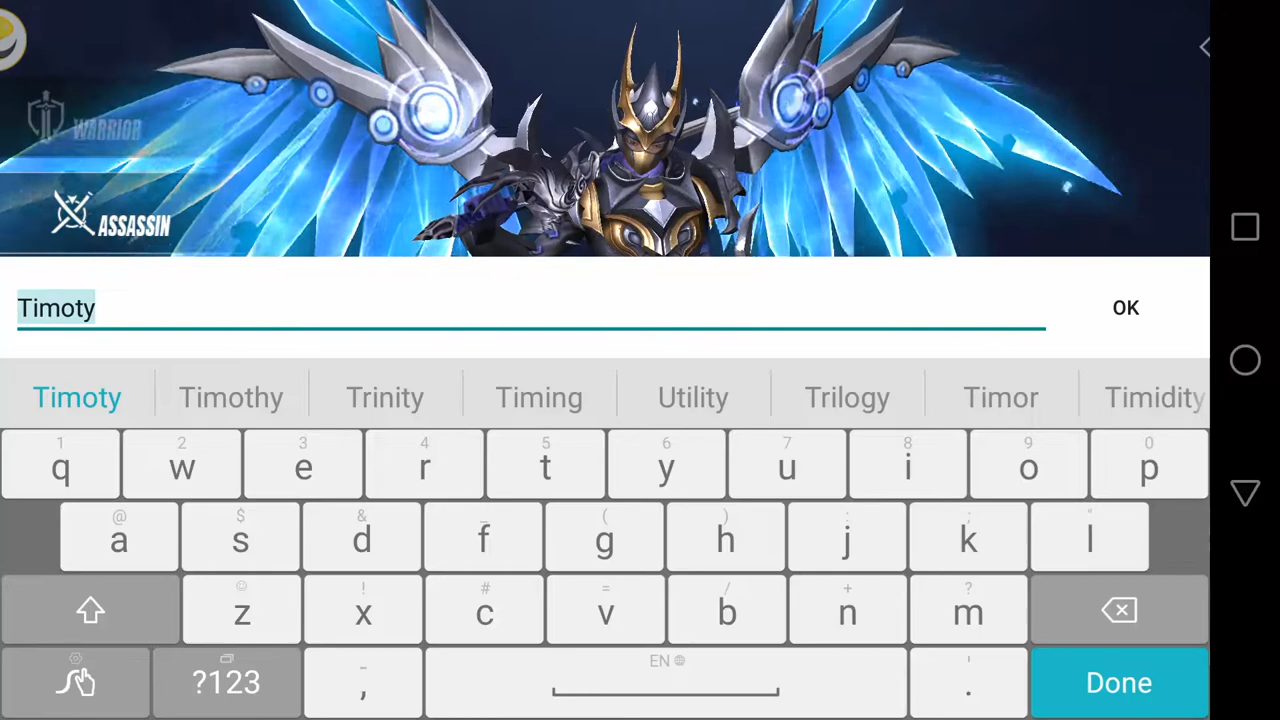 WARRIOR
ASSASSIN
Timoty
OK
Timoty Timothy Trinity Timing Utility Trilogy Timor Timidity
1 2 3 4 5 6 7 8 9 0
q w e r t y u i o p
@ $ & _ ( ) : ; "
a s d f g h j k l
! # = / + ?
z x c v b n m
EN
?123 , . Done